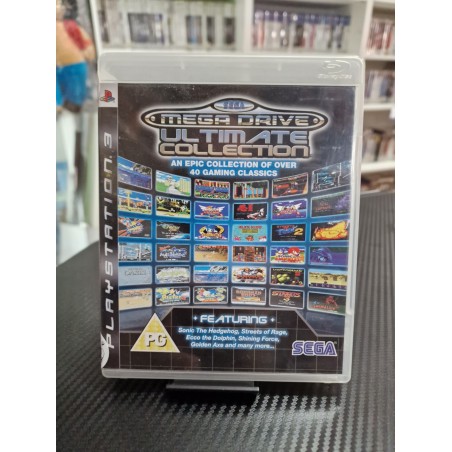 SEGA
MEGA DRIVE
ULTIMATE
COLLECTION
AN EPIC COLLECTION OF OVER
40 GAMING CLASSICS
PLAYSTATION 3
FEATURING
Sonic The Hedgehog, Streets of Rage,
Ecco the Dolphin, Shining Force,
Golden Axe and many more...
PG
SEGA